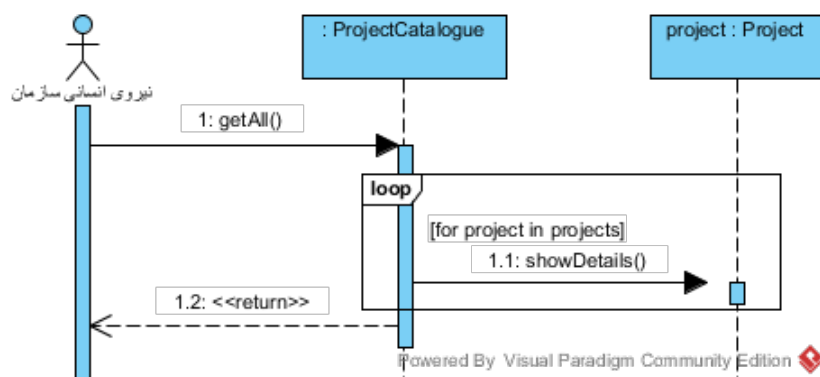 : ProjectCatalogue
project : Project
نیروی انسانی سازمان
1: getAll()
loop
[for project in projects]
1.1: showDetails()
1.2: <<return>>
Powered By Visual Paradigm Community Edition